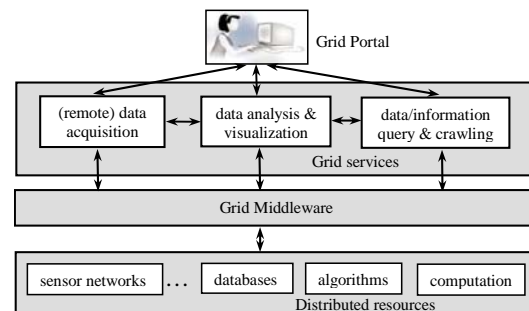 Grid Portal
(remote) data
acquisition
data analysis &
visualization
data/information
query & crawling
Grid services
Grid Middleware
sensor networks ... databases algorithms computation
Distributed resources